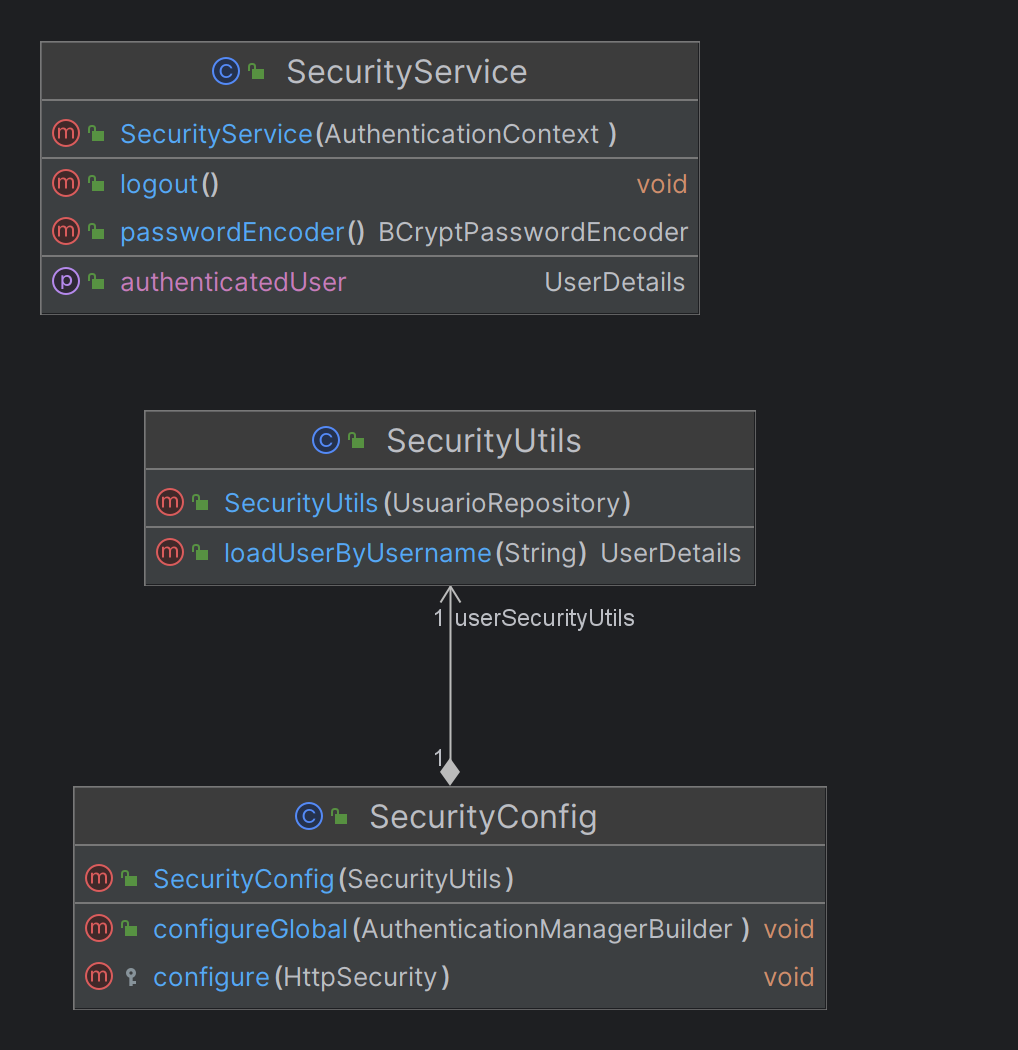 C SecurityService
m SecurityService(AuthenticationContext )
m logout() void
m passwordEncoder() BCryptPasswordEncoder
p authenticatedUser UserDetails
C SecurityUtils
m SecurityUtils(UsuarioRepository)
m loadUserByUsername(String) UserDetails
1 userSecurityUtils
1
C SecurityConfig
m SecurityConfig(SecurityUtils)
m configureGlobal(AuthenticationManagerBuilder ) void
m configure(HttpSecurity) void